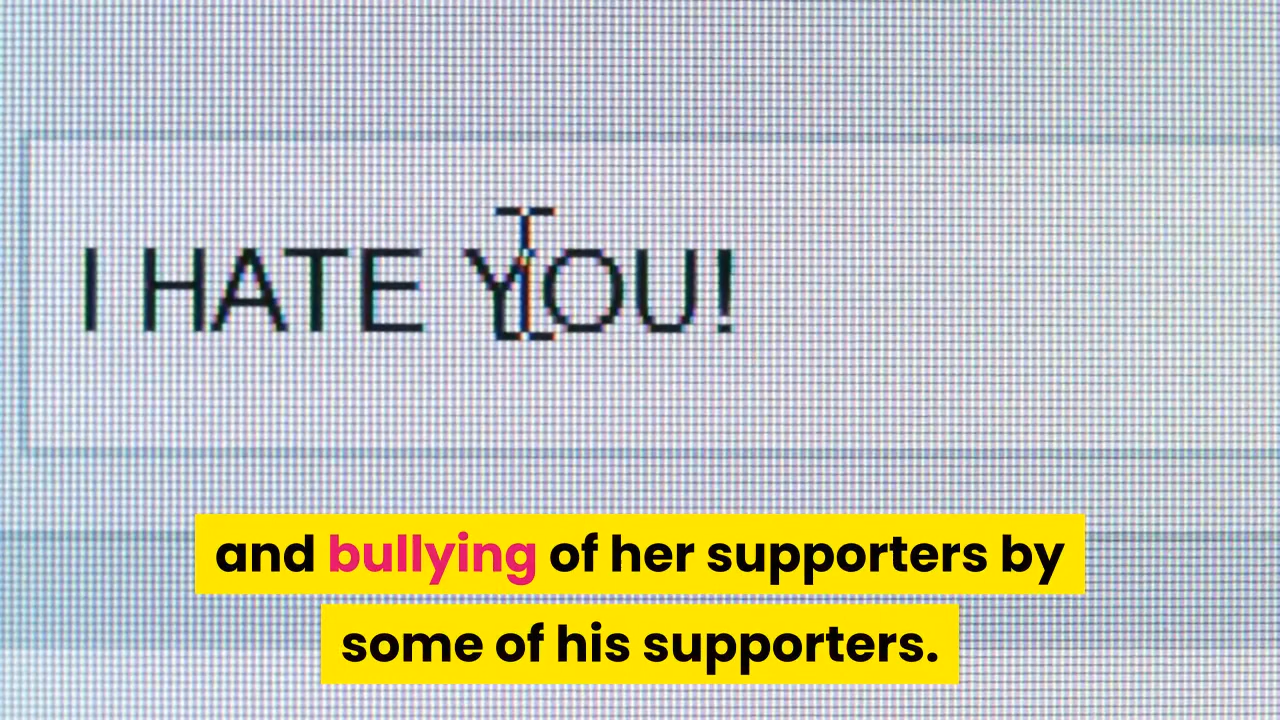 I HATE YOU!
and bullying of her supporters by
some of his supporters.